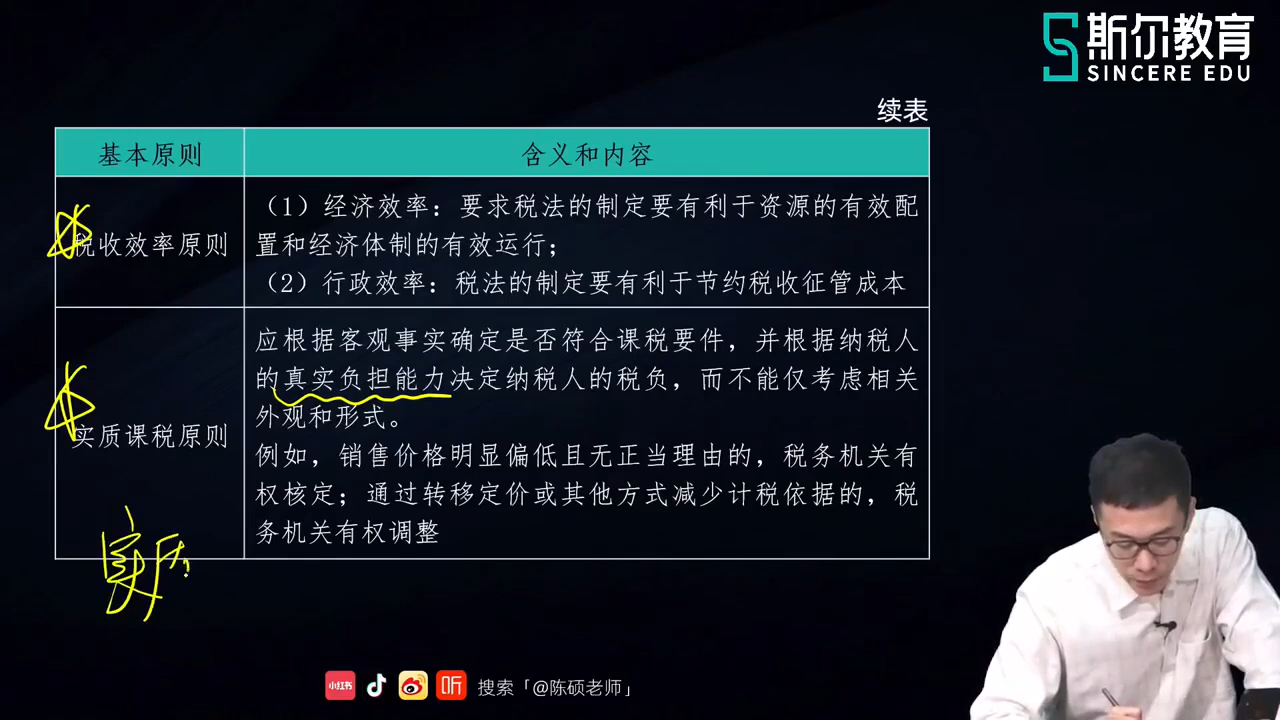 斯尔教育
SINCERE EDU
续表
基本原则
含义和内容
税收效率原则
（1）经济效率：要求税法的制定要有利于资源的有效配
置和经济体制的有效运行；
（2）行政效率：税法的制定要有利于节约税收征管成本
实质课税原则
应根据客观事实确定是否符合课税要件，并根据纳税人
的真实负担能力决定纳税人的税负，而不能仅考虑相关
外观和形式。
例如，销售价格明显偏低且无正当理由的，税务机关有
权核定；通过转移定价或其他方式减少计税依据的，税
务机关有权调整
实质
小红书
听
搜索「@陈硕老师」